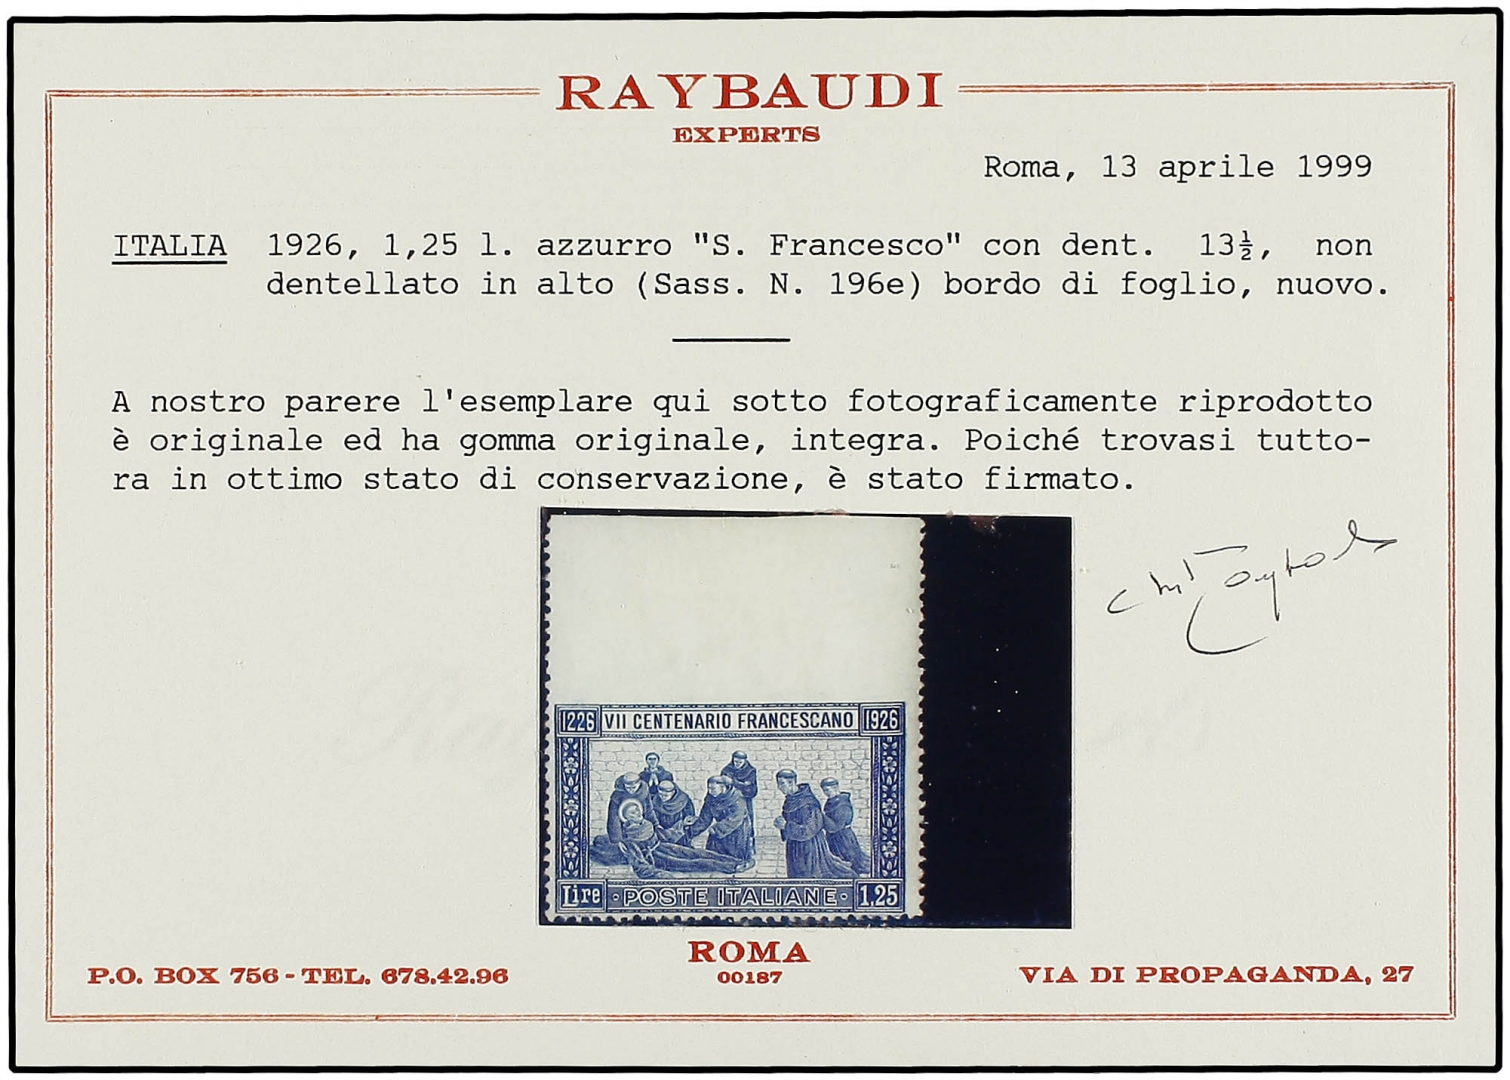 RAYBAUDI
EXPERTS
Roma, 13 aprile 1999
ITALIA 1926, 1,25 l. azzurro "S. Francesco" con dent. 13½, non
dentellato in alto (Sass. N. 196e) bordo di foglio, nuovo.
A nostro parere l'esemplare qui sotto fotograficamente riprodotto
è originale ed ha gomma originale, integra. Poiché trovasi tutto-
ra in ottimo stato di conservazione, è stato firmato.
1226 VII CENTENARIO FRANCESCANO 1926
Lire ·POSTE ITALIANE· 1.25
ROMA
00187
P.O. BOX 756 - TEL. 678.42.96
VIA DI PROPAGANDA, 27